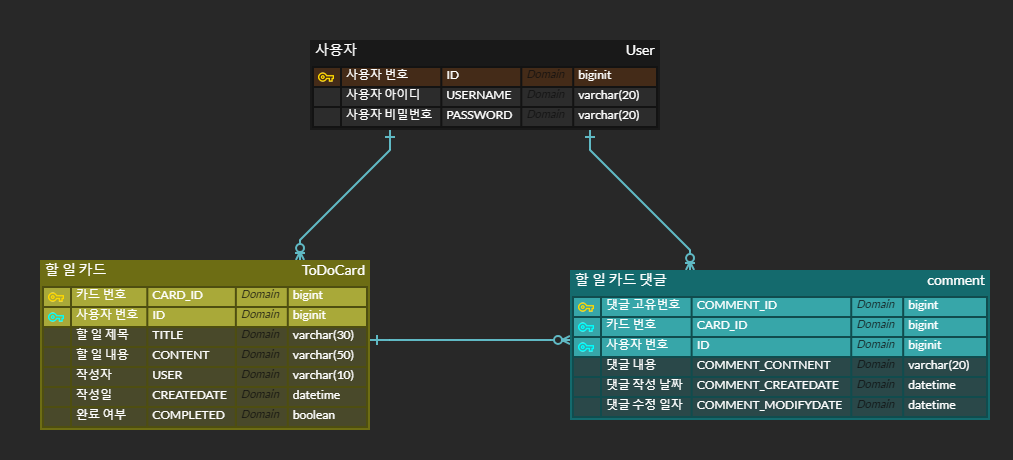 사용자 User
사용자 번호 ID Domain biginit
사용자 아이디 USERNAME Domain varchar(20)
사용자 비밀번호 PASSWORD Domain varchar(20)
할 일 카드 ToDoCard
카드 번호 CARD_ID Domain bigint
사용자 번호 ID Domain biginit
할 일 제목 TITLE Domain varchar(30)
할 일 내용 CONTENT Domain varchar(50)
작성자 USER Domain varchar(10)
작성일 CREATEDATE Domain datetime
완료 여부 COMPLETED Domain boolean
할 일 카드 댓글 comment
댓글 고유번호 COMMENT_ID Domain bigint
카드 번호 CARD_ID Domain bigint
사용자 번호 ID Domain biginit
댓글 내용 COMMENT_CONTNENT Domain varchar(20)
댓글 작성 날짜 COMMENT_CREATEDATE Domain datetime
댓글 수정 일자 COMMENT_MODIFYDATE Domain datetime